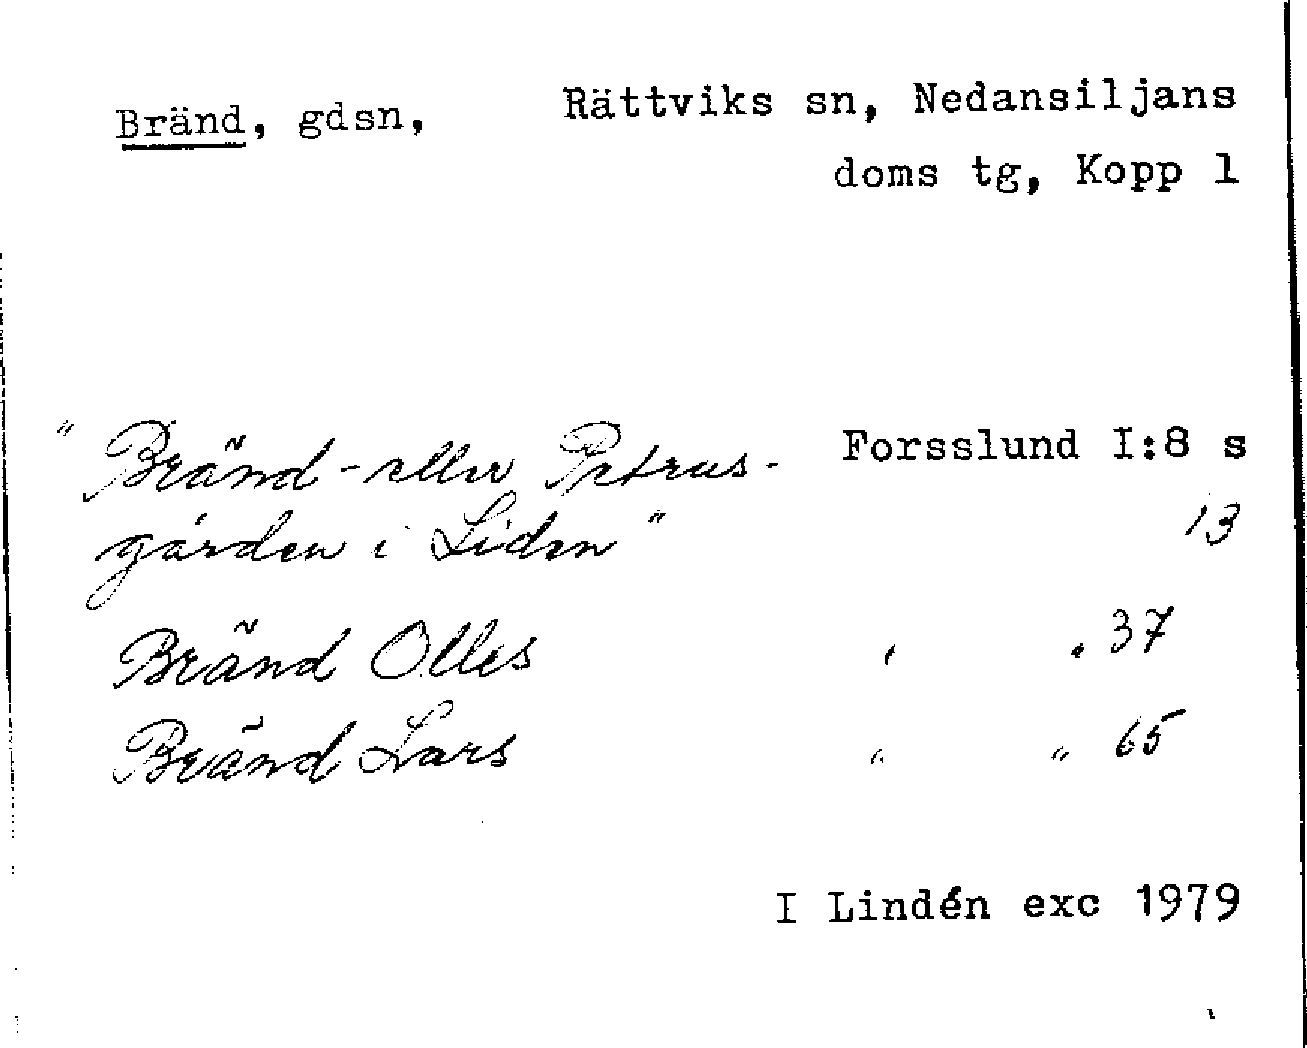 Bränd, gdsn, Rättviks sn, Nedansiljans
doms tg, Kopp l
"Bränd- eller Petrus- Forsslund I:8 s
gården i Liden" 13
Bränd Olles " " 37
Bränd Lars " " 65
I Lindén exc 1979